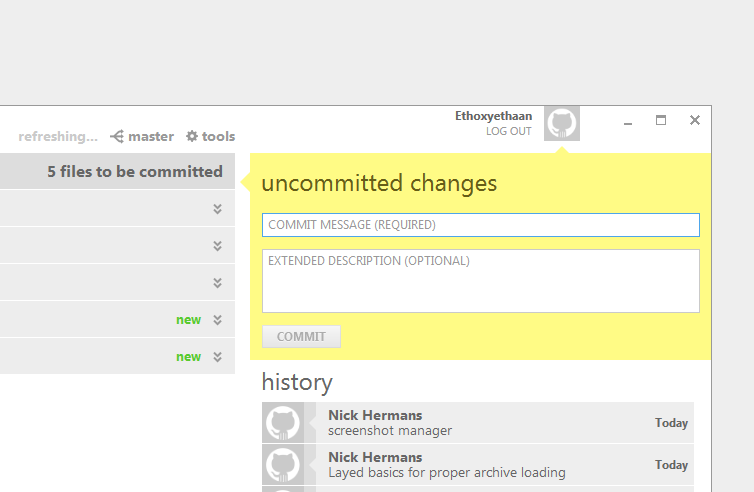 Ethoxyethaan
LOG OUT
refreshing...
master
tools
5 files to be committed
new
new
uncommitted changes
COMMIT MESSAGE (REQUIRED)
EXTENDED DESCRIPTION (OPTIONAL)
COMMIT
history
Nick Hermans
screenshot manager
Today
Nick Hermans
Layed basics for proper archive loading
Today